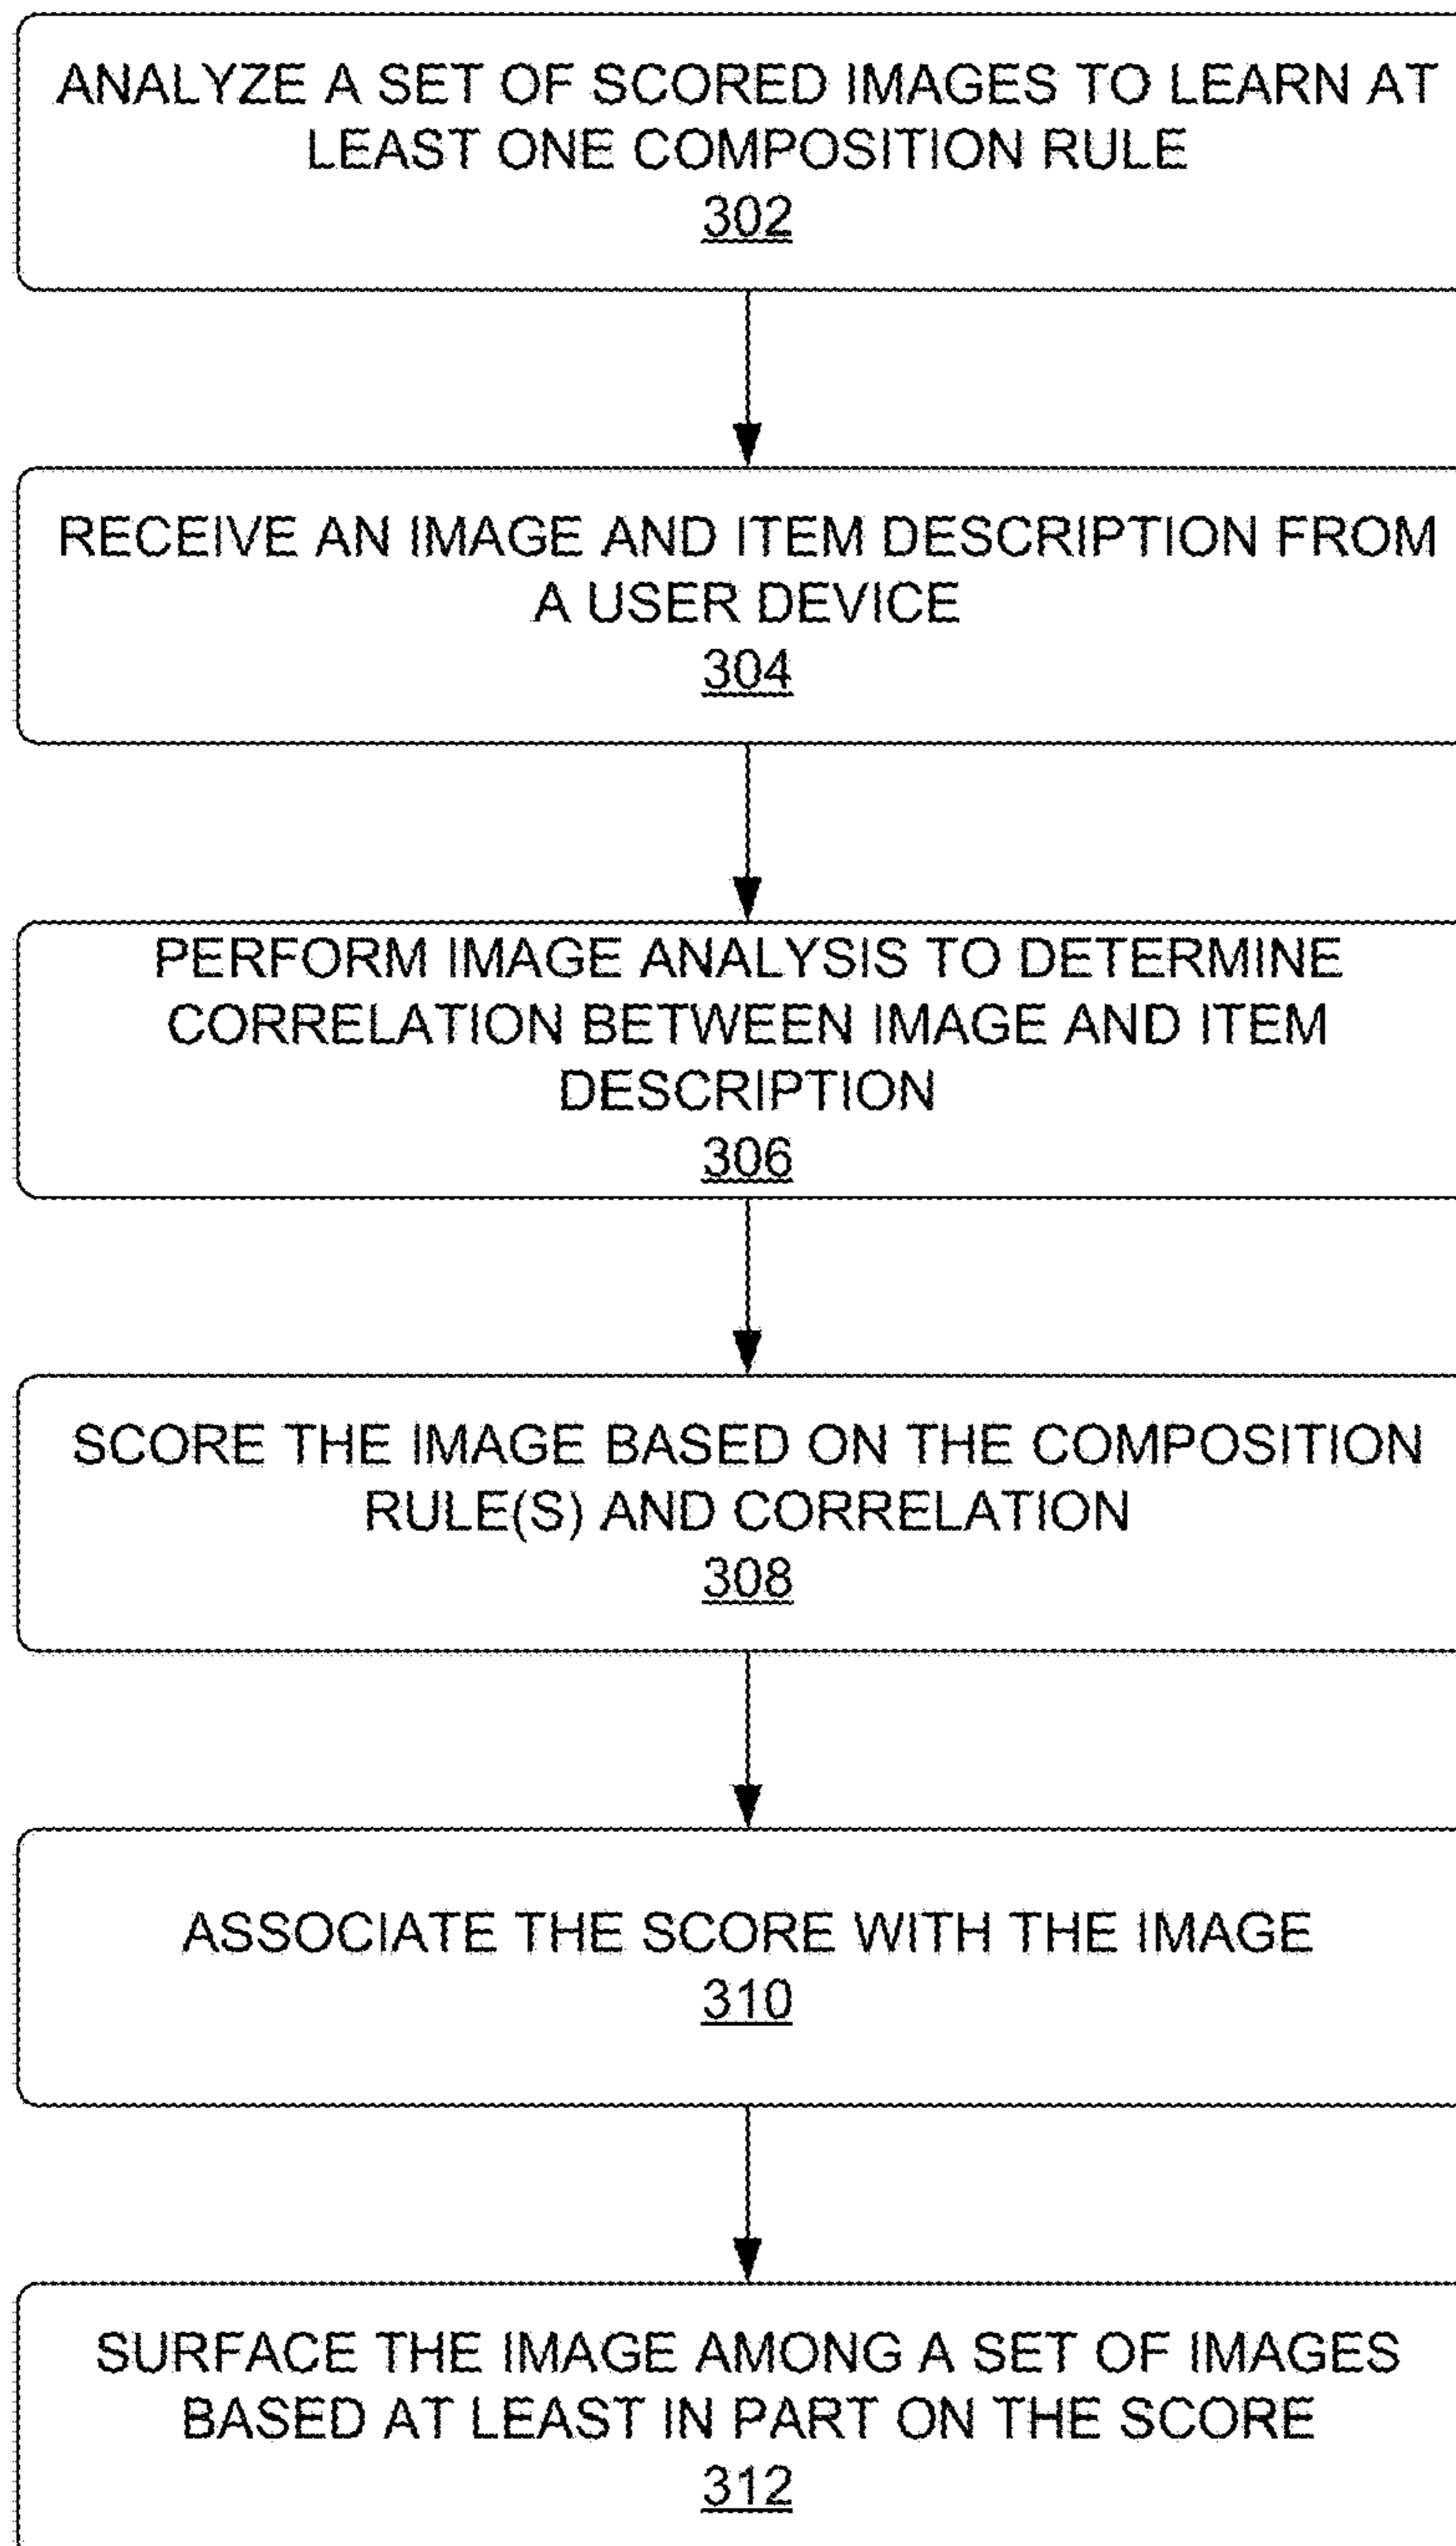 ANALYZE A SET OF SCORED IMAGES TO LEARN AT
LEAST ONE COMPOSITION RULE
302
RECEIVE AN IMAGE AND ITEM DESCRIPTION FROM
A USER DEVICE
304
PERFORM IMAGE ANALYSIS TO DETERMINE
CORRELATION BETWEEN IMAGE AND ITEM
DESCRIPTION
306
SCORE THE IMAGE BASED ON THE COMPOSITION
RULE(S) AND CORRELATION
308
ASSOCIATE THE SCORE WITH THE IMAGE
310
SURFACE THE IMAGE AMONG A SET OF IMAGES
BASED AT LEAST IN PART ON THE SCORE
312